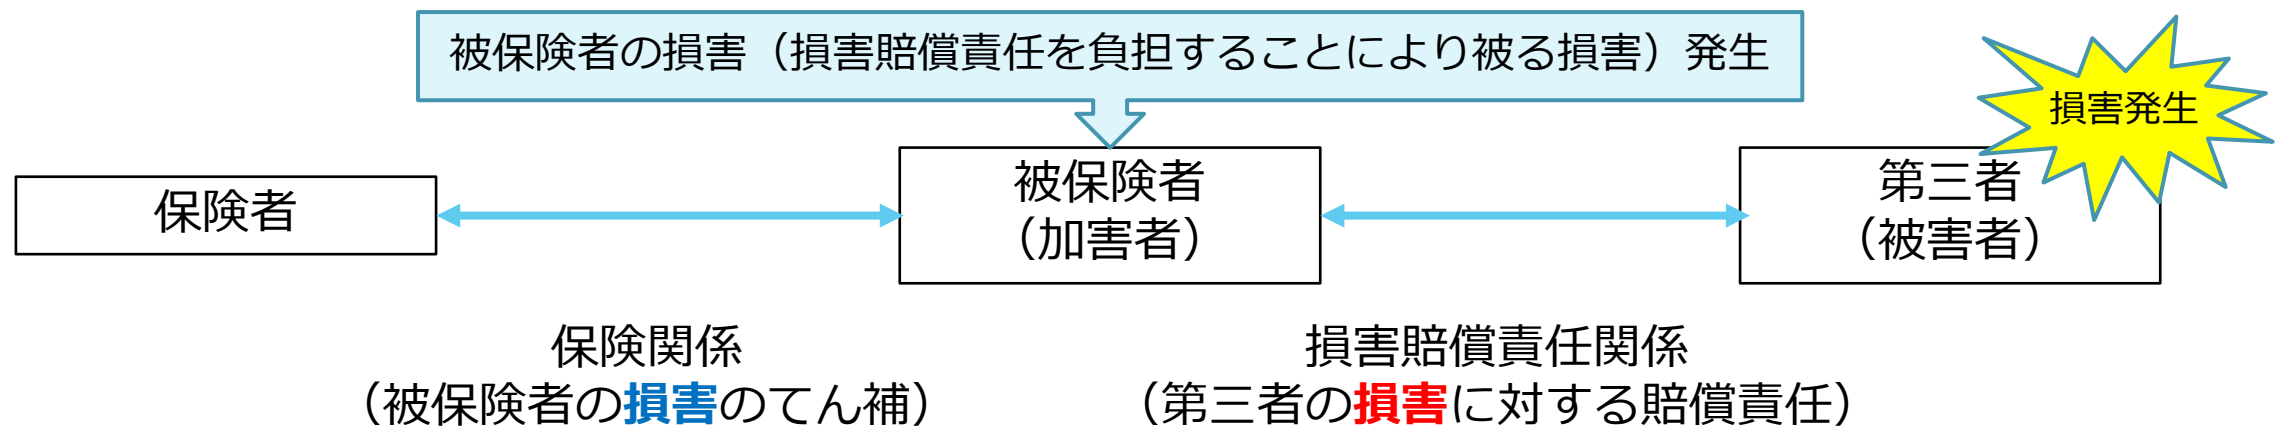 被保険者の損害（損害賠償責任を負担することにより被る損害）発生
損害発生
保険者
被保険者
（加害者）
第三者
（被害者）
保険関係
（被保険者の損害のてん補）
損害賠償責任関係
（第三者の損害に対する賠償責任）